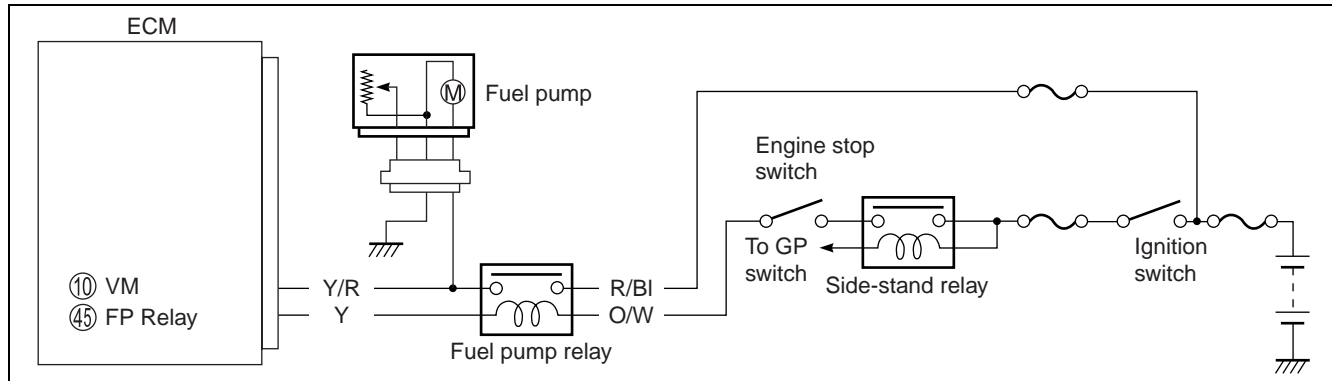 ECM
M
Fuel pump
Engine stop
switch
To GP
switch
Side-stand relay
Ignition
switch
10 VM
45 FP Relay
Y/R
Y
R/Bl
O/W
Fuel pump relay